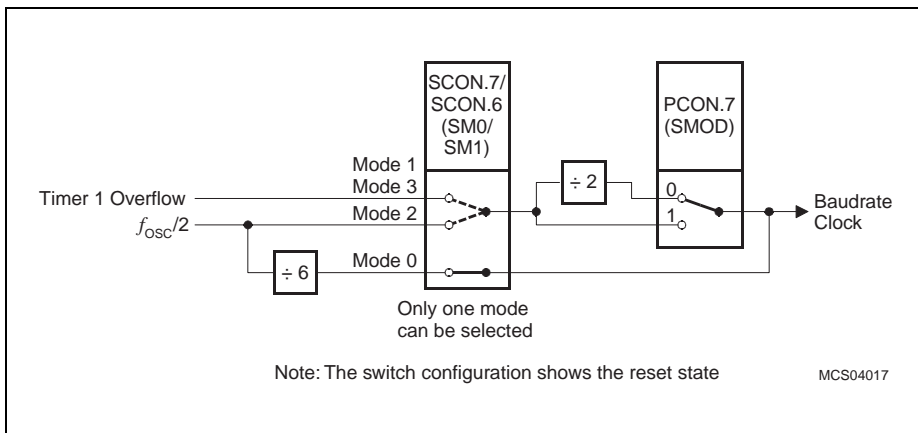 SCON.7/
SCON.6
(SM0/
SM1)
PCON.7
(SMOD)
Mode 1
Mode 3
Timer 1 Overflow
Mode 2
fOSC/2
÷ 2
0
1
Baudrate
Clock
Mode 0
÷ 6
Only one mode
can be selected
Note: The switch configuration shows the reset state
MCS04017